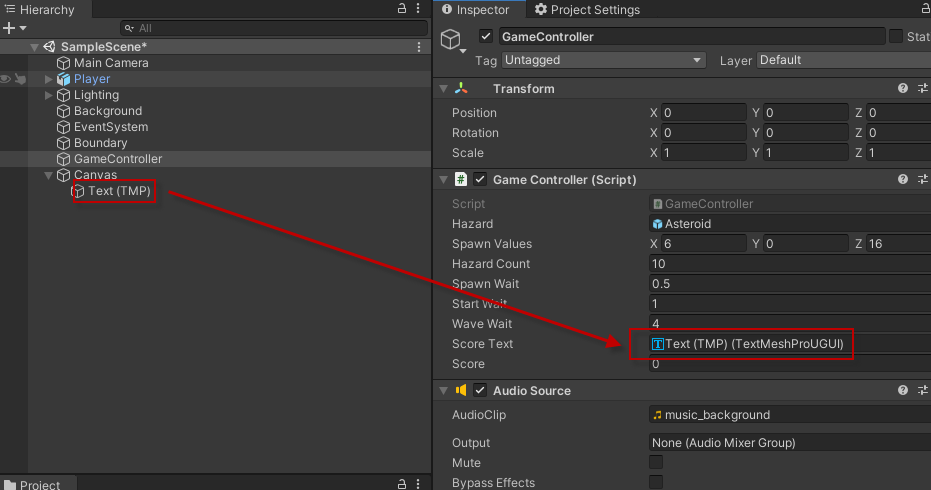 Hierarchy
All
SampleScene*
Main Camera
Player
Lighting
Background
EventSystem
Boundary
GameController
Canvas
Text (TMP)
Project
Inspector
Project Settings
GameController
Stat
Tag Untagged Layer Default
Transform
Position X 0 Y 0 Z 0
Rotation X 0 Y 0 Z 0
Scale X 1 Y 1 Z 1
# Game Controller (Script)
Script # GameController
Hazard Asteroid
Spawn Values X 6 Y 0 Z 16
Hazard Count 10
Spawn Wait 0.5
Start Wait 1
Wave Wait 4
Score Text Text (TMP) (TextMeshProUGUI)
Score 0
Audio Source
AudioClip music_background
Output None (Audio Mixer Group)
Mute
Bypass Effects